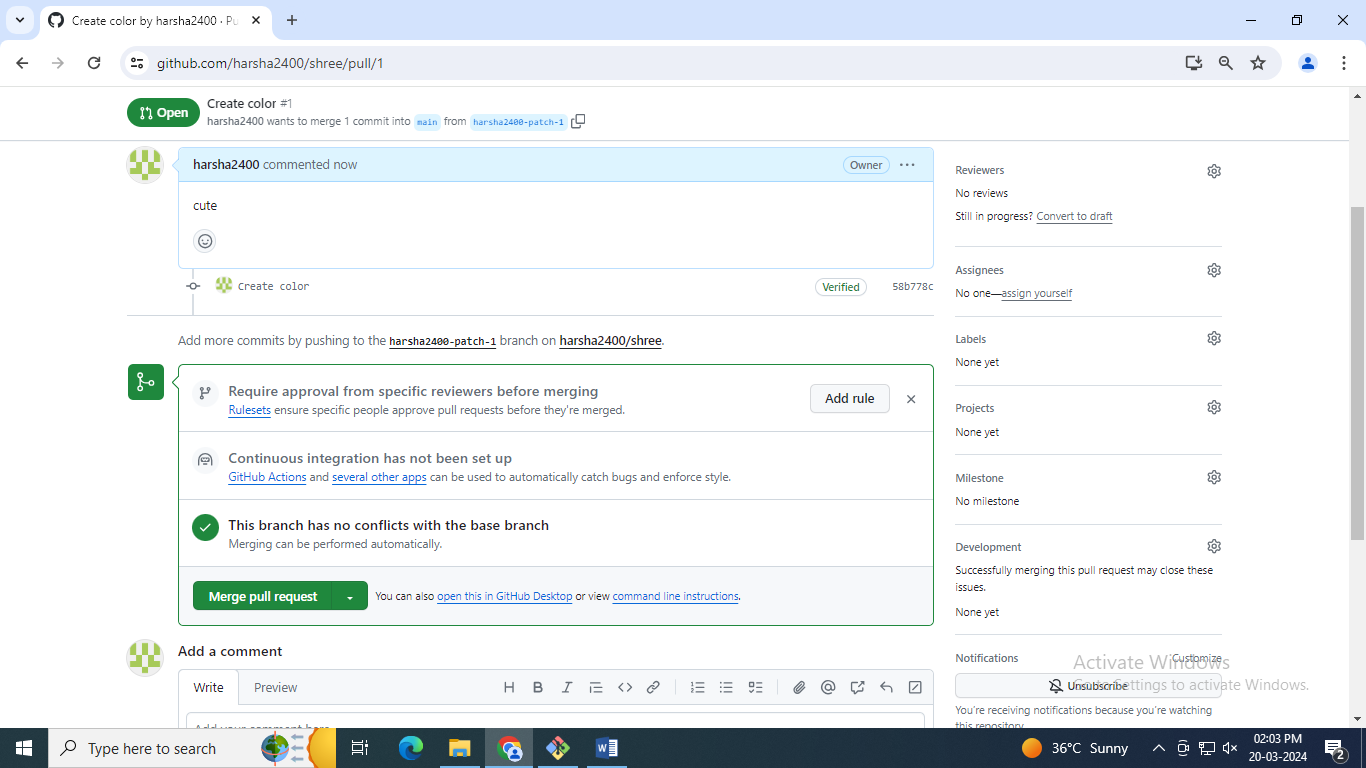 Create color by harsha2400 · Pu
github.com/harsha2400/shree/pull/1
Open
Create color #1
harsha2400 wants to merge 1 commit into main from harsha2400-patch-1
harsha2400 commented now
Owner
cute
Create color
Verified
58b778c
Add more commits by pushing to the harsha2400-patch-1 branch on harsha2400/shree.
Require approval from specific reviewers before merging
Rulesets ensure specific people approve pull requests before they're merged.
Add rule
Continuous integration has not been set up
GitHub Actions and several other apps can be used to automatically catch bugs and enforce style.
This branch has no conflicts with the base branch
Merging can be performed automatically.
Merge pull request
You can also open this in GitHub Desktop or view command line instructions.
Add a comment
Write
Preview
Add your comment here...
Reviewers
No reviews
Still in progress? Convert to draft
Assignees
No one—assign yourself
Labels
None yet
Projects
None yet
Milestone
No milestone
Development
Successfully merging this pull request may close these
issues.
None yet
Notifications
Customize
Unsubscribe
You're receiving notifications because you're watching
this repository.
Activate Windows
Go to Settings to activate Windows.
Type here to search
36°C Sunny
02:03 PM
20-03-2024
2